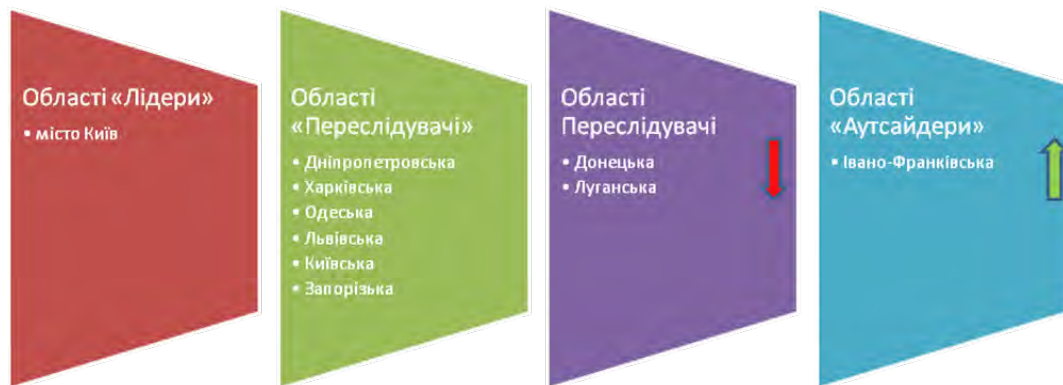 Області «Лідери»
• місто Київ
Області
«Переслідувачі»
• Дніпропетровська
• Харківська
• Одеська
• Львівська
• Київська
• Запорізька
Області
Переслідувачі
• Донецька
• Луганська
Області
«Аутсайдери»
• Івано-Франківська